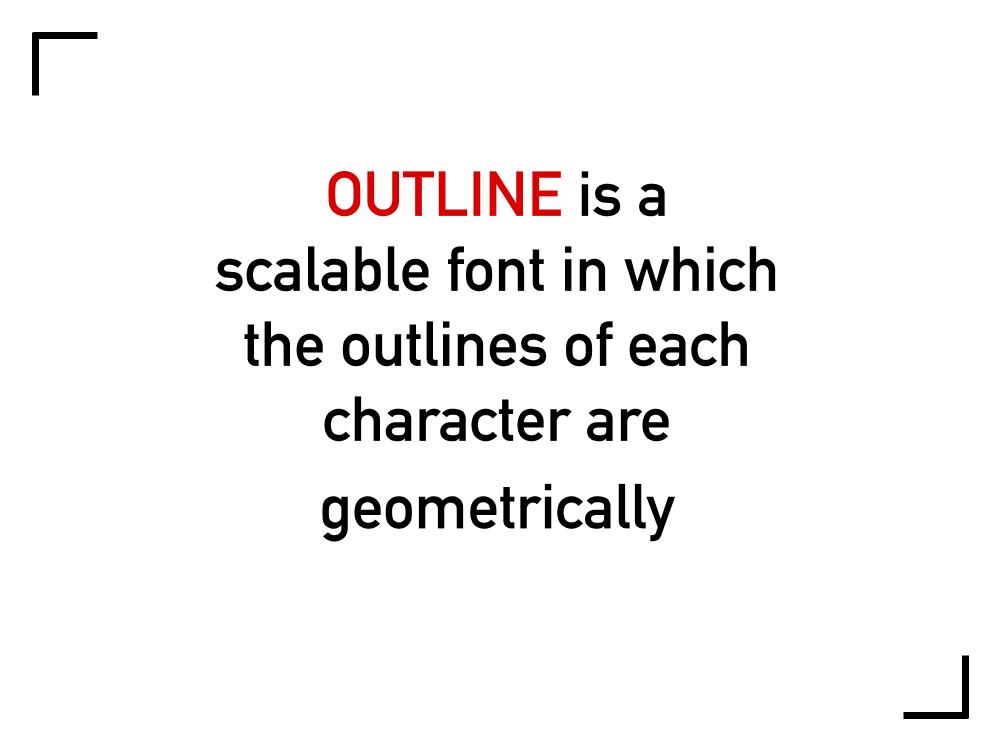 OUTLINE is a
scalable font in which
the outlines of each
character are
geometrically